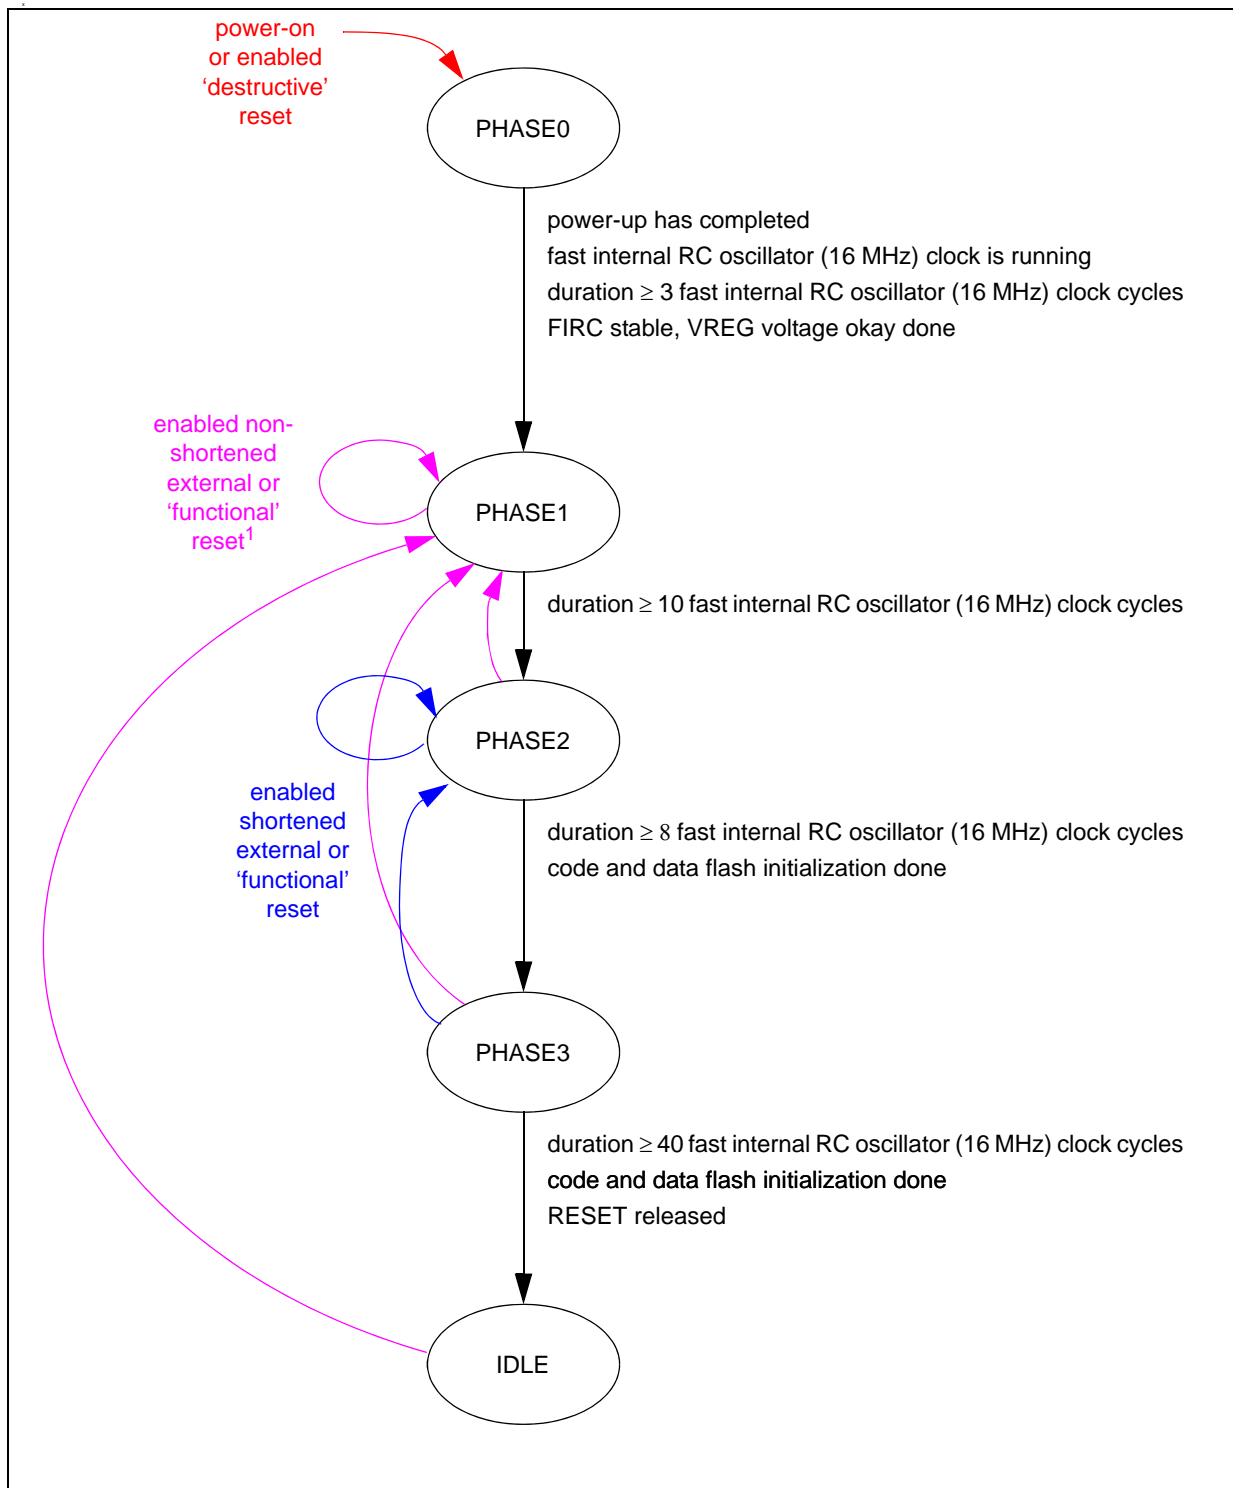 power-on
or enabled
‘destructive’
reset
PHASE0
power-up has completed
fast internal RC oscillator (16 MHz) clock is running
duration ≥ 3 fast internal RC oscillator (16 MHz) clock cycles
FIRC stable, VREG voltage okay done
enabled non-
shortened
external or
‘functional’
reset1
PHASE1
duration ≥ 10 fast internal RC oscillator (16 MHz) clock cycles
PHASE2
enabled
shortened
external or
‘functional’
reset
duration ≥ 8 fast internal RC oscillator (16 MHz) clock cycles
code and data flash initialization done
PHASE3
duration ≥ 40 fast internal RC oscillator (16 MHz) clock cycles
code and data flash initialization done
RESET released
IDLE